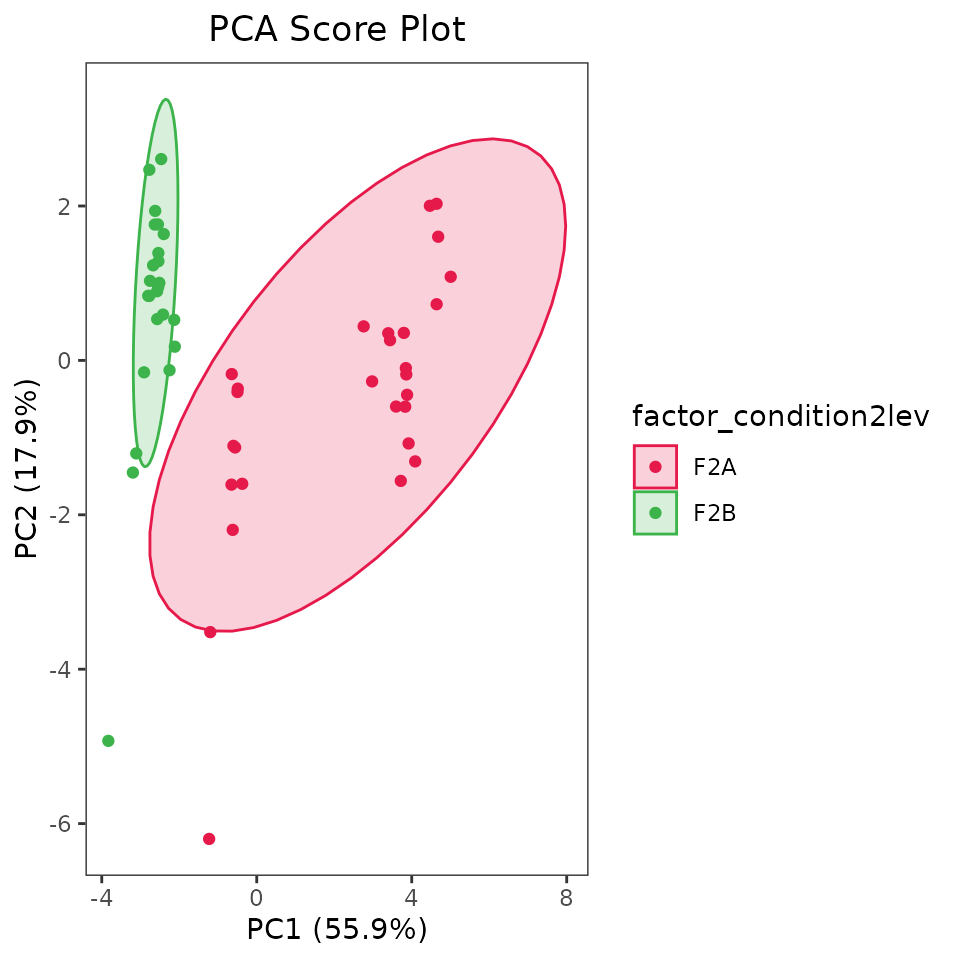 PCA Score Plot
2
0
-2
-4
-6
PC2 (17.9%)
-4 0 4 8
PC1 (55.9%)
factor_condition2lev
F2A
F2B